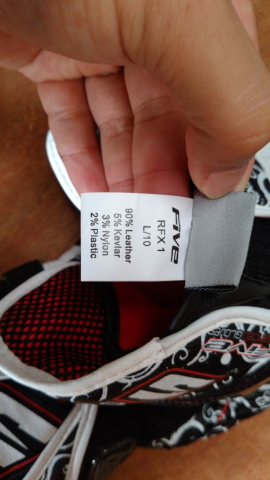 FIVE
RFX 1
L/10
90% Leather
5% Kevlar
3% Nylon
2% Plastic